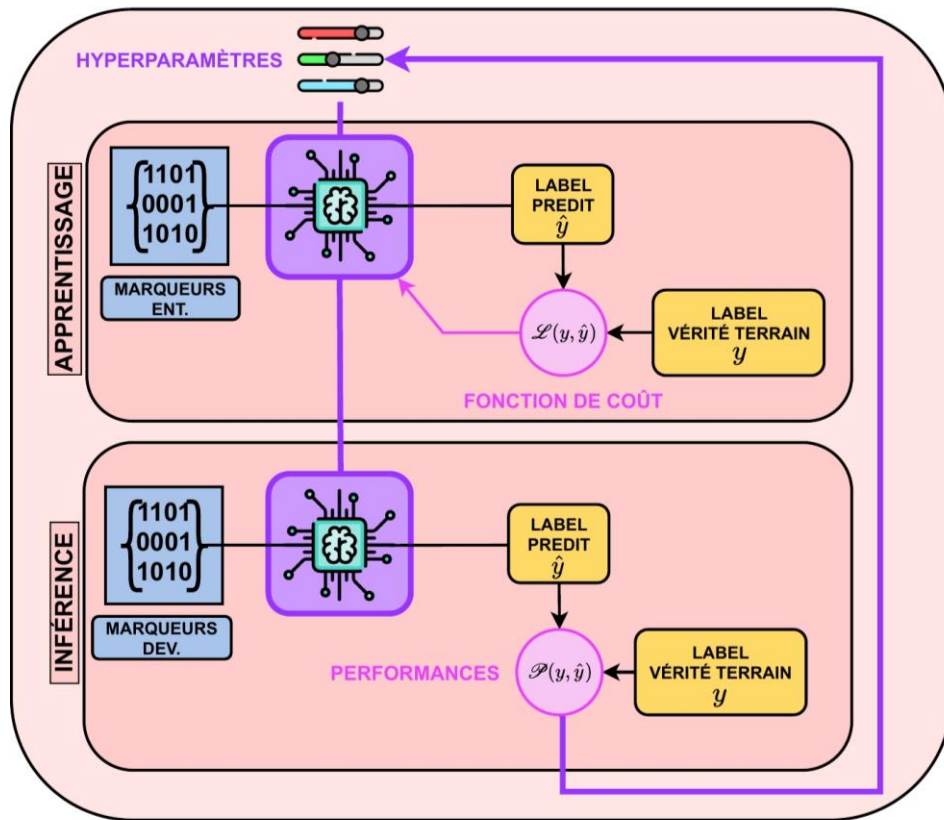 HYPERPARAMÈTRES
APPRENTISSAGE
1101
0001
1010
MARQUEURS
ENT.
LABEL
PREDIT
ŷ
ℒ(y, ŷ)
LABEL
VÉRITÉ TERRAIN
y
FONCTION DE COÛT
INFÉRENCE
1101
0001
1010
MARQUEURS
DEV.
LABEL
PREDIT
ŷ
PERFORMANCES
𝒫(y, ŷ)
LABEL
VÉRITÉ TERRAIN
y